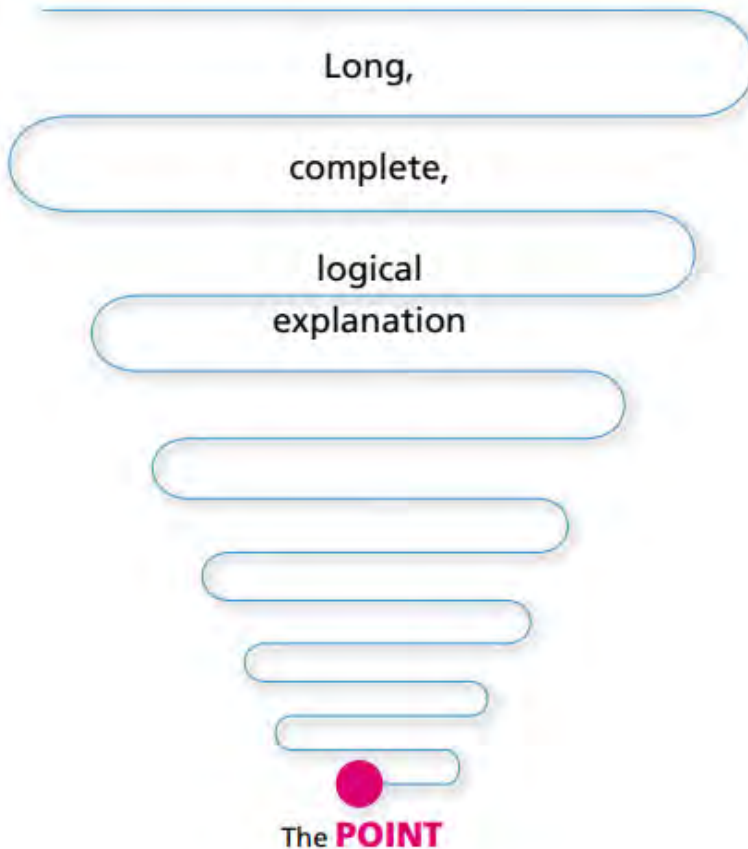 Long,
complete,
logical
explanation
The POINT